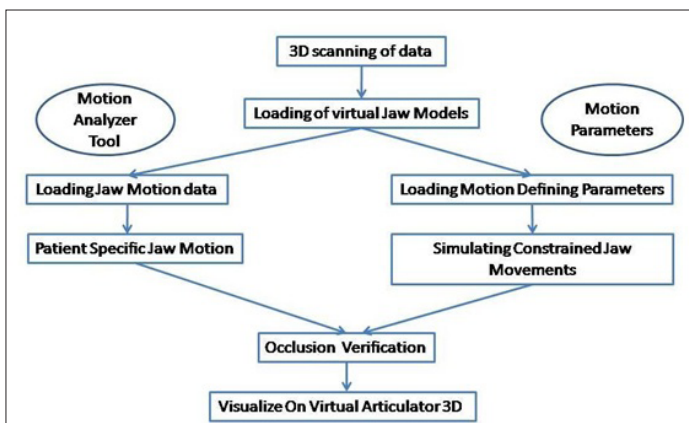 3D scanning of data
Motion
Analyzer
Tool
Loading of virtual Jaw Models
Motion
Parameters
Loading Jaw Motion data
Loading Motion Defining Parameters
Patient Specific Jaw Motion
Simulating Constrained Jaw
Movements
Occlusion Verification
Visualize On Virtual Articulator 3D